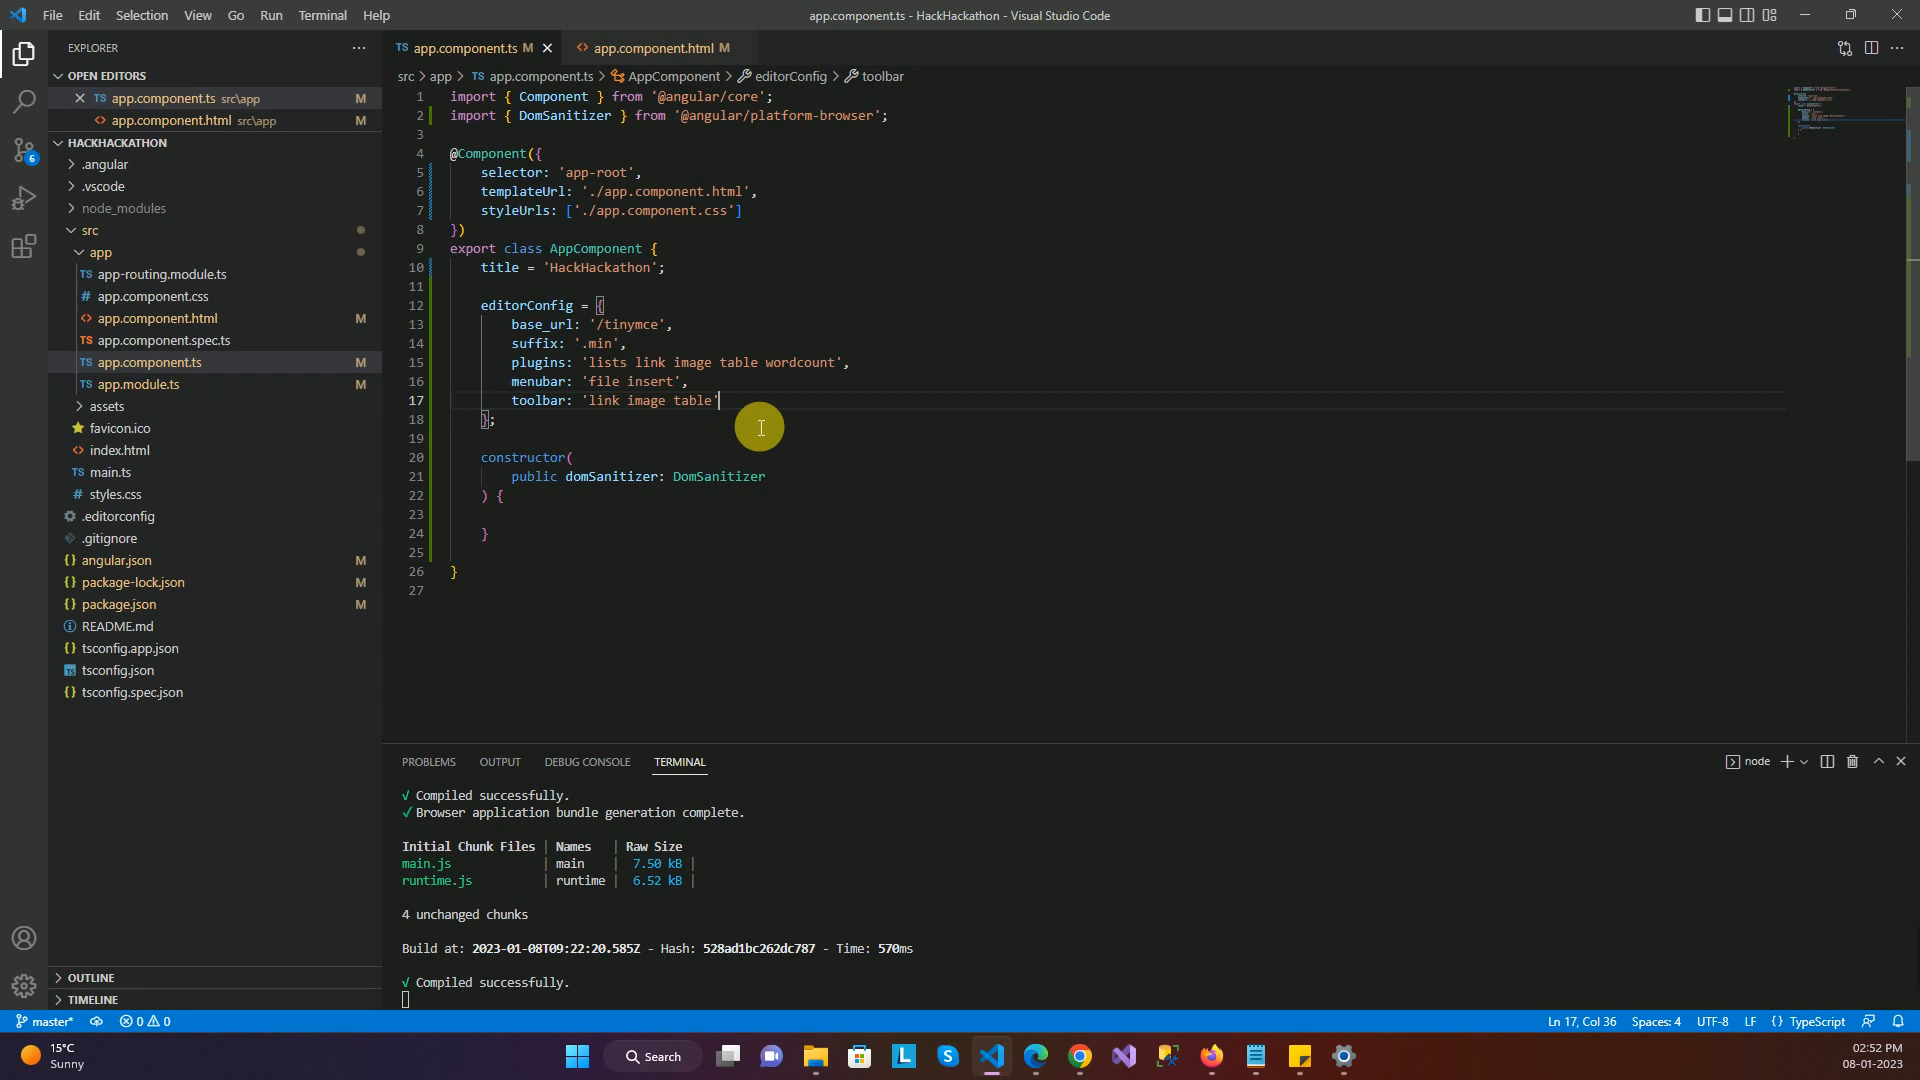 File Edit Selection View Go Run Terminal Help
app.component.ts - HackHackathon - Visual Studio Code
EXPLORER
OPEN EDITORS
TS app.component.ts src\app M
<> app.component.html src\app M
HACKHACKATHON
.angular
.vscode
node_modules
src
app
TS app-routing.module.ts
# app.component.css
<> app.component.html M
TS app.component.spec.ts
TS app.component.ts M
TS app.module.ts M
assets
favicon.ico
<> index.html
TS main.ts
# styles.css
.editorconfig
.gitignore
{} angular.json M
{} package-lock.json M
{} package.json M
README.md
{} tsconfig.app.json
tsconfig.json
{} tsconfig.spec.json
OUTLINE
TIMELINE
6
TS app.component.ts M
<> app.component.html M
src > app > TS app.component.ts > AppComponent > editorConfig > toolbar
1 import { Component } from '@angular/core';
2 import { DomSanitizer } from '@angular/platform-browser';
3
4 @Component({
5 selector: 'app-root',
6 templateUrl: './app.component.html',
7 styleUrls: ['./app.component.css']
8 })
9 export class AppComponent {
10 title = 'HackHackathon';
11
12 editorConfig = {
13 base_url: '/tinymce',
14 suffix: '.min',
15 plugins: 'lists link image table wordcount',
16 menubar: 'file insert',
17 toolbar: 'link image table'
18 };
19
20 constructor(
21 public domSanitizer: DomSanitizer
22 ) {
23
24 }
25
26 }
27
PROBLEMS OUTPUT DEBUG CONSOLE TERMINAL
node
√ Compiled successfully.
✓ Browser application bundle generation complete.
Initial Chunk Files | Names | Raw Size
main.js | main | 7.50 kB |
runtime.js | runtime | 6.52 kB |
4 unchanged chunks
Build at: 2023-01-08T09:22:20.585Z - Hash: 528ad1bc262dc787 - Time: 570ms
√ Compiled successfully.
master* 0 0
Ln 17, Col 36 Spaces: 4 UTF-8 LF {} TypeScript
15°C
Sunny
Search
02:52 PM
08-01-2023